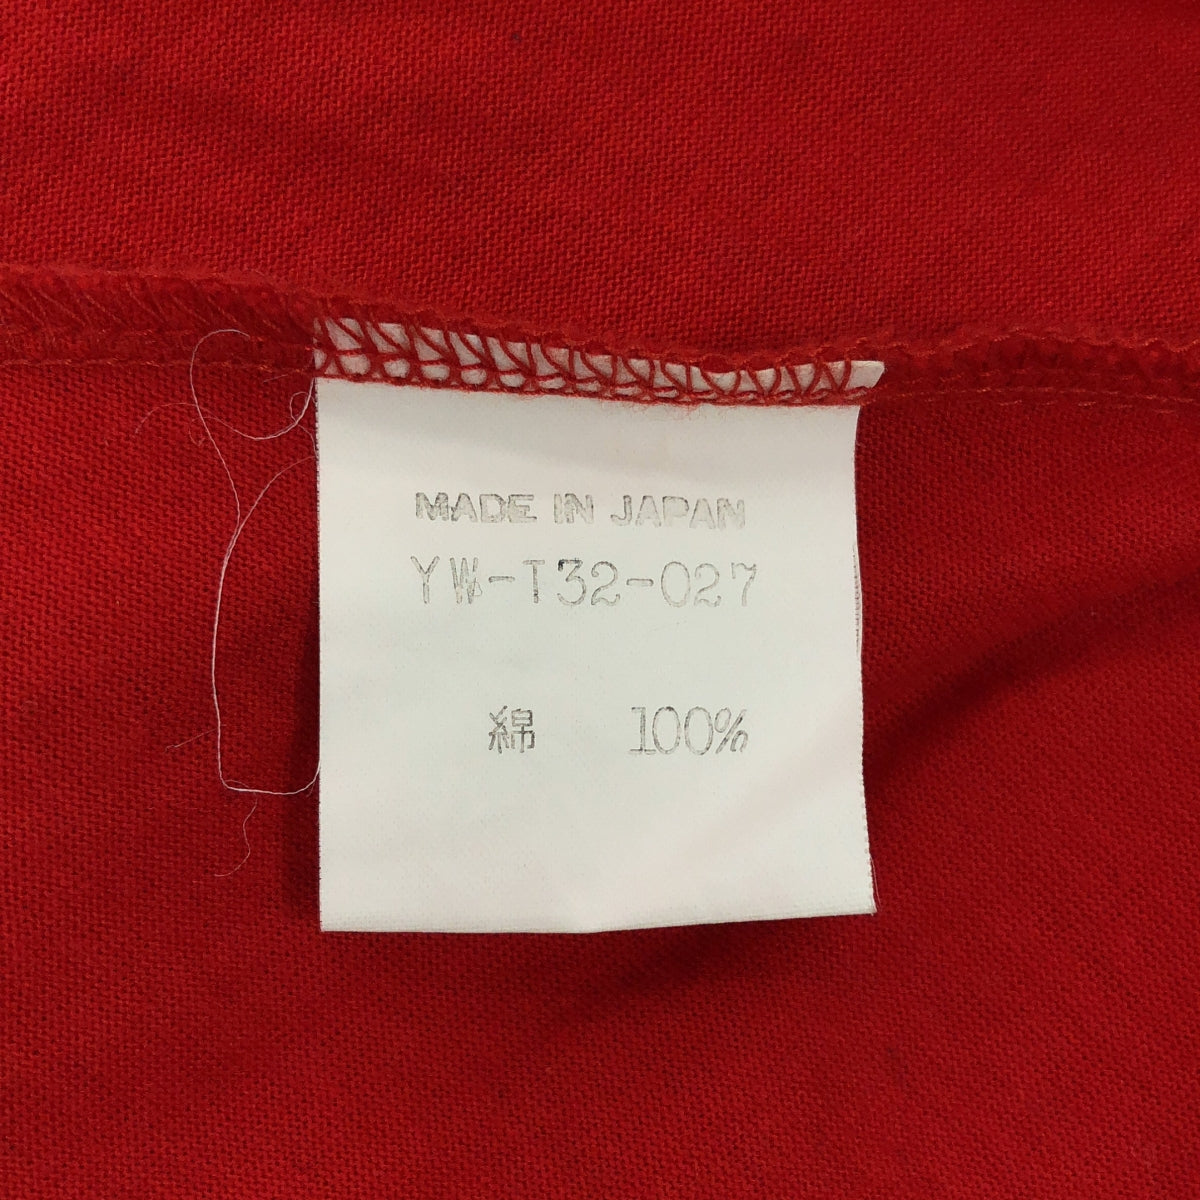 MADE IN JAPAN
YW-T32-027
綿 100%